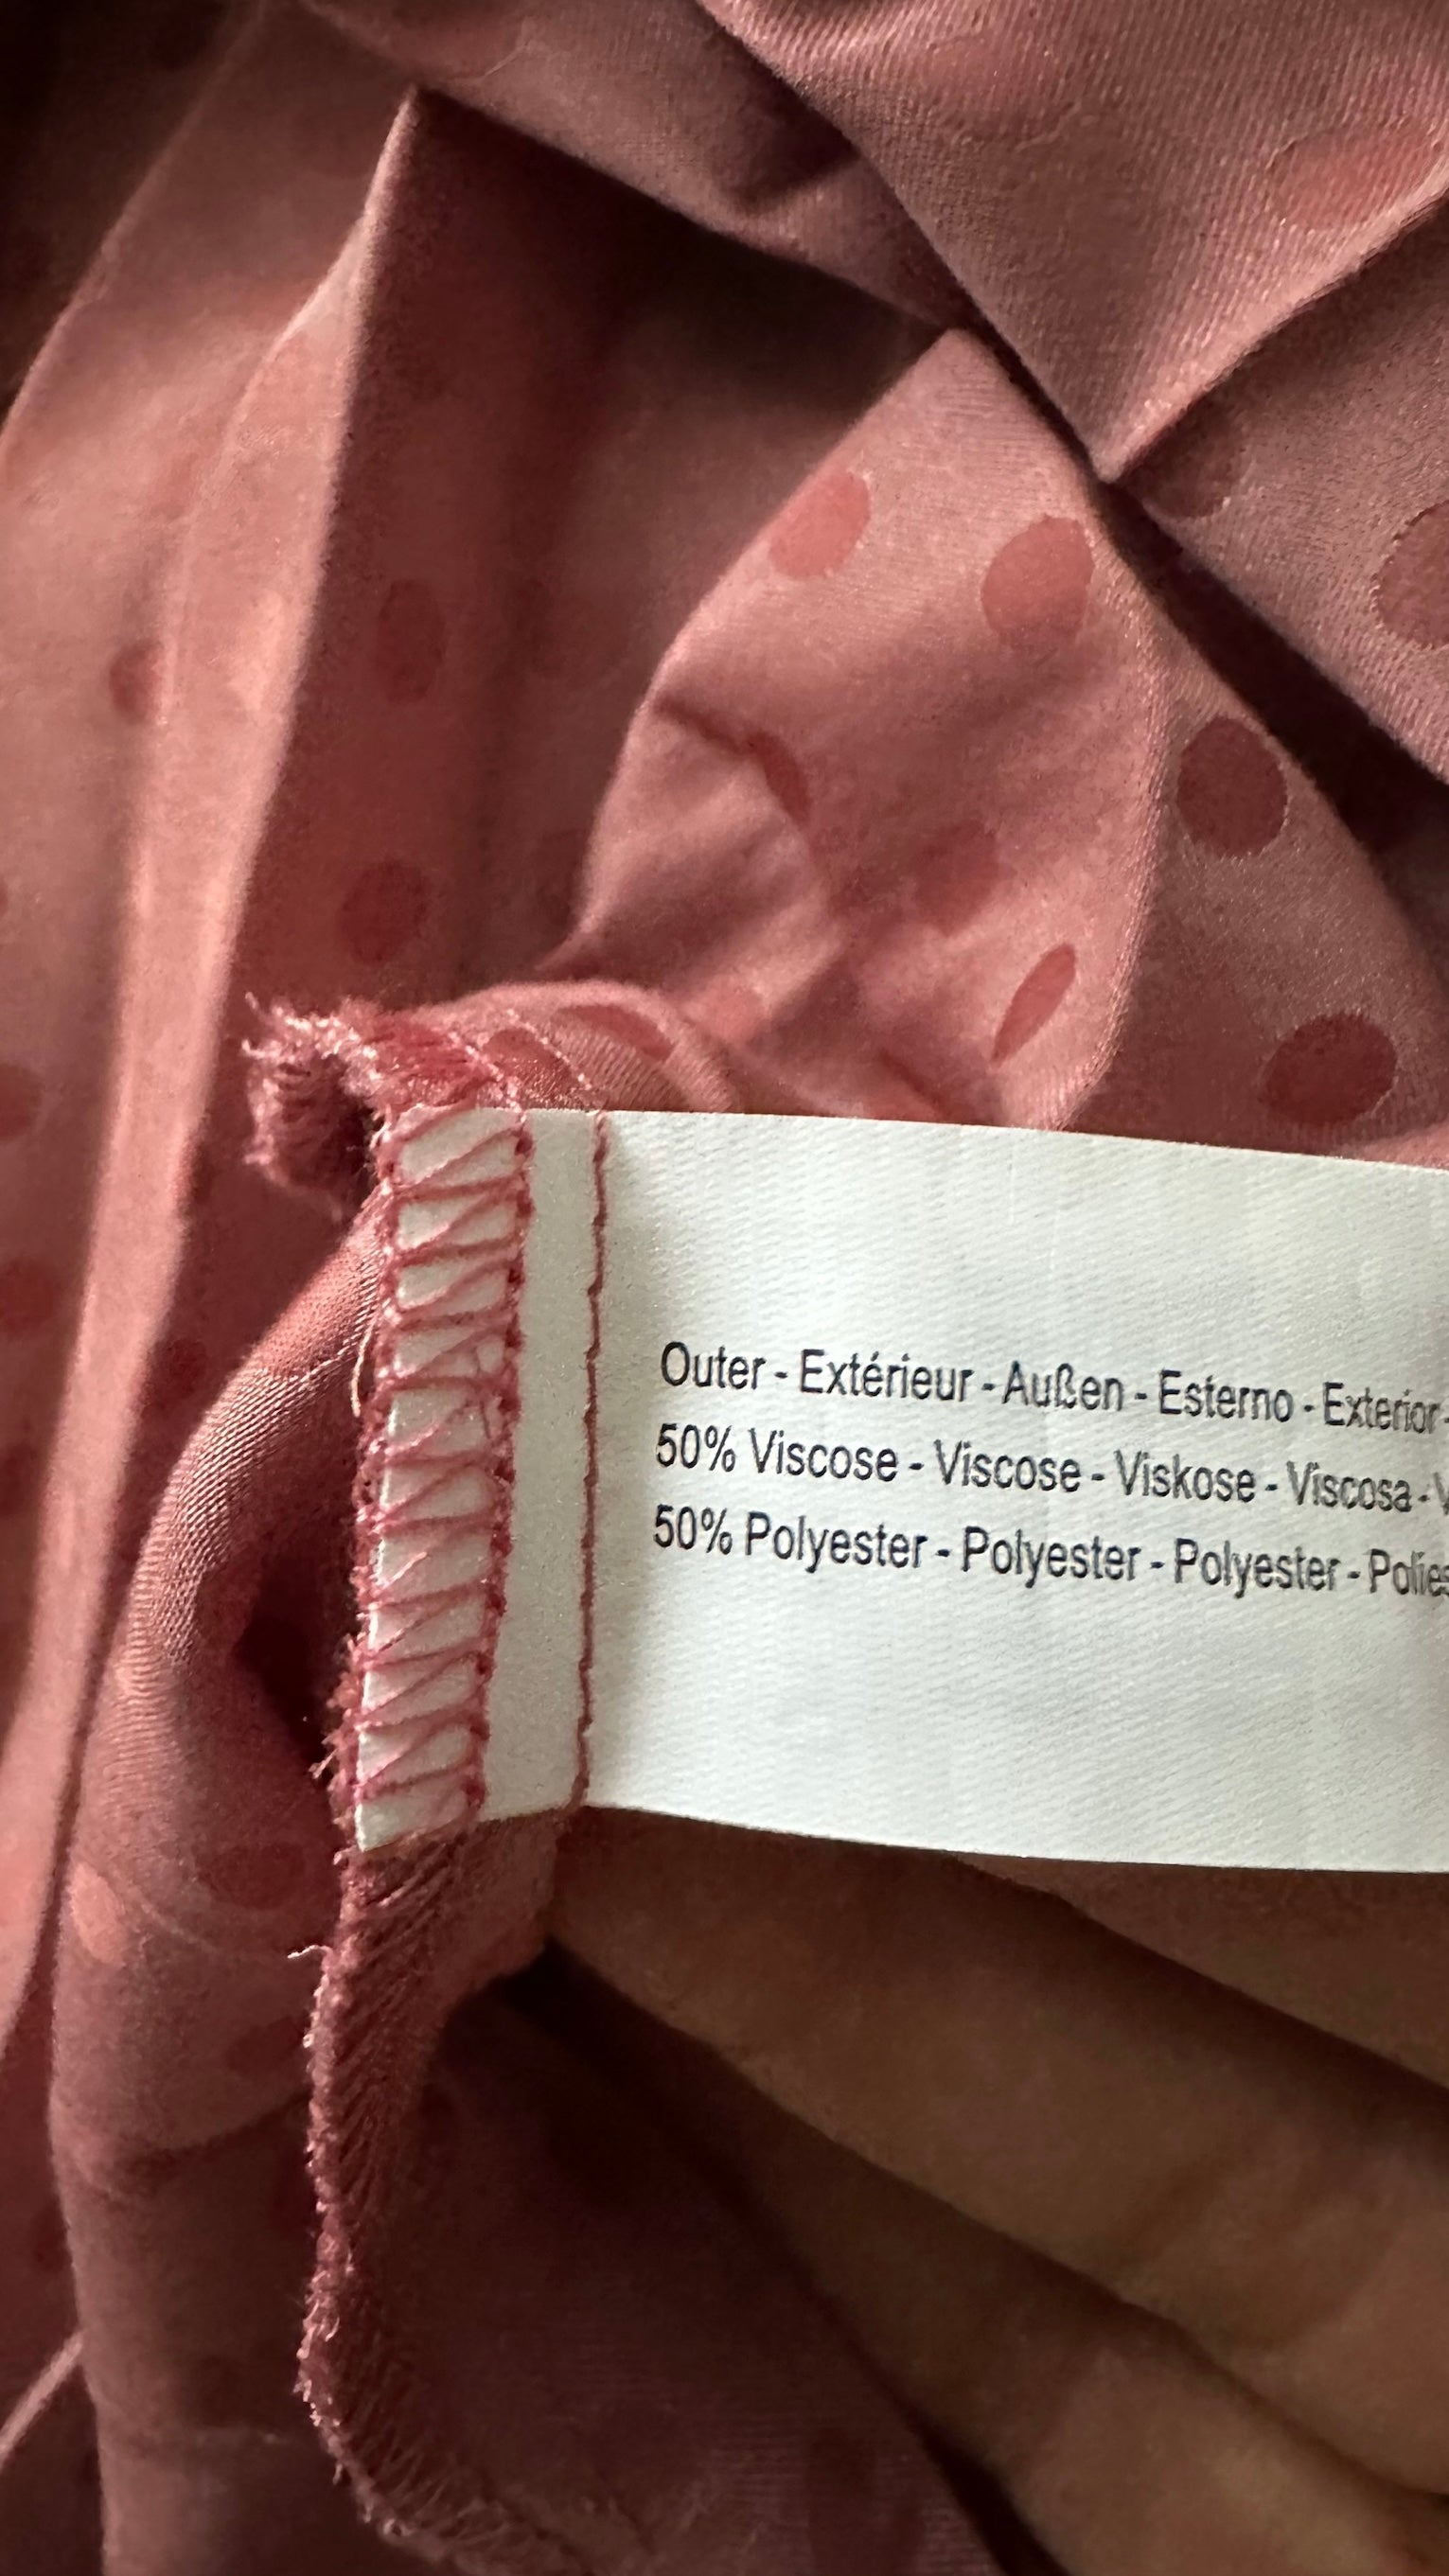 Outer - Extérieur - Außen - Esterno - Exterior -
50% Viscose - Viscose - Viskose - Viscosa -
50% Polyester - Polyester - Polyester -